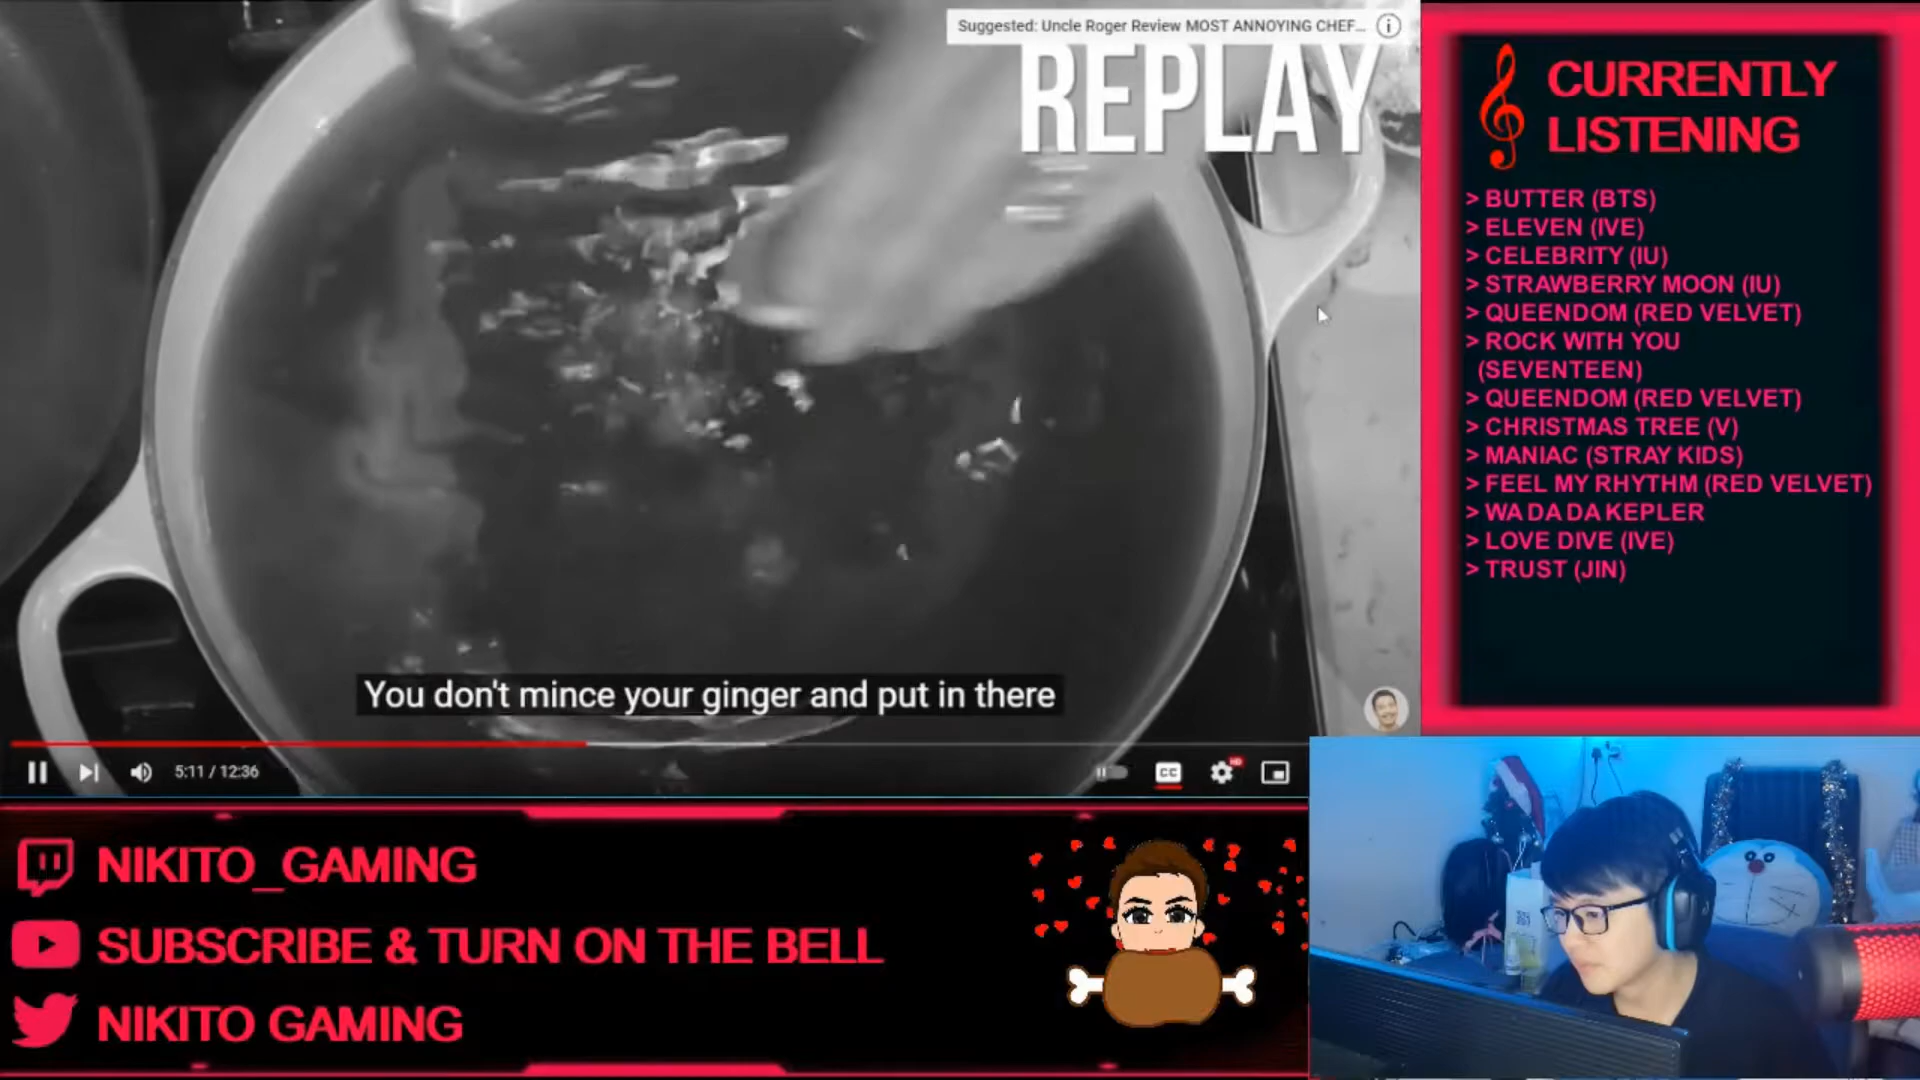 Suggested: Uncle Roger Review MOST ANNOYING CHEF...
REPLAY
You don't mince your ginger and put in there
5:11 / 12:36
CC
HD
CURRENTLY
LISTENING
> BUTTER (BTS)
> ELEVEN (IVE)
> CELEBRITY (IU)
> STRAWBERRY MOON (IU)
> QUEENDOM (RED VELVET)
> ROCK WITH YOU
(SEVENTEEN)
> QUEENDOM (RED VELVET)
> CHRISTMAS TREE (V)
> MANIAC (STRAY KIDS)
> FEEL MY RHYTHM (RED VELVET)
> WA DA DA KEPLER
> LOVE DIVE (IVE)
> TRUST (JIN)
NIKITO_GAMING
SUBSCRIBE & TURN ON THE BELL
NIKITO GAMING